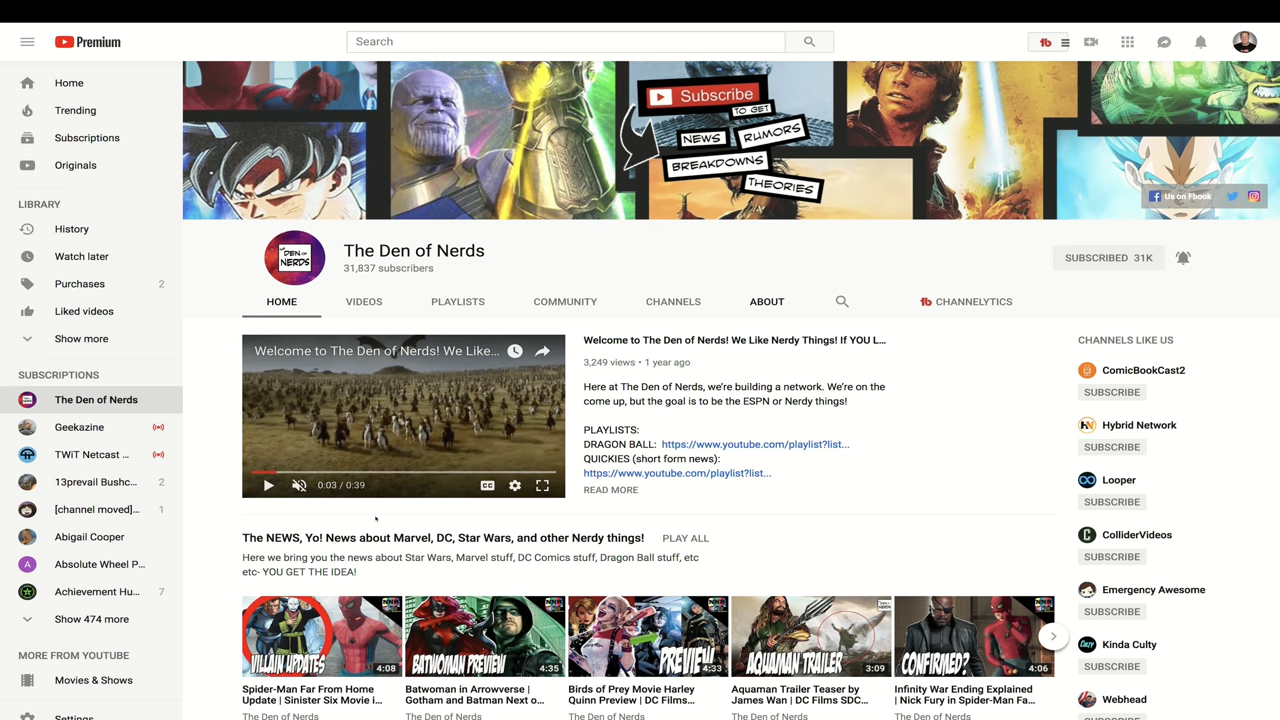 Premium
Search
Home
Trending
Subscriptions
Originals
LIBRARY
History
Watch later
Purchases 2
Liked videos
Show more
SUBSCRIPTIONS
The Den of Nerds
Geekazine
TWiT Netcast ...
13prevail Bushc... 2
[channel moved]... 1
Abigail Cooper
A Absolute Wheel P...
Achievement Hu... 7
Show 474 more
MORE FROM YOUTUBE
Movies & Shows
Settings
Subscribe
TO GET
NEWS RUMORS
BREAKDOWNS
THEORIES
Us on Fbook
DEN OF
NERDS
The Den of Nerds
31,837 subscribers
SUBSCRIBED 31K
HOME VIDEOS PLAYLISTS COMMUNITY CHANNELS ABOUT CHANNELYTICS
Welcome to The Den of Nerds! We Like...
0:03 / 0:39
CC
Welcome to The Den of Nerds! We Like Nerdy Things! If YOU L...
3,249 views • 1 year ago
Here at The Den of Nerds, we're building a network. We're on the
come up, but the goal is to be the ESPN or Nerdy things!
PLAYLISTS:
DRAGON BALL: https://www.youtube.com/playlist?list...
QUICKIES (short form news):
https://www.youtube.com/playlist?list...
READ MORE
The NEWS, Yo! News about Marvel, DC, Star Wars, and other Nerdy things! PLAY ALL
Here we bring you the news about Star Wars, Marvel stuff, DC Comics stuff, Dragon Ball stuff, etc
etc- YOU GET THE IDEA!
VILLAIN UPDATES 4:08
BATWOMAN PREVIEW 4:35
PREVIEW 4:33
AQUAMAN TRAILER 3:09
CONFIRMED? 4:06
Spider-Man Far From Home
Update | Sinister Six Movie i...
The Den of Nerds
Batwoman in Arrowverse |
Gotham and Batman Next o...
The Den of Nerds
Birds of Prey Movie Harley
Quinn Preview | DC Films...
The Den of Nerds
Aquaman Trailer Teaser by
James Wan | DC Films SDC...
The Den of Nerds
Infinity War Ending Explained
| Nick Fury in Spider-Man Fa...
The Den of Nerds
CHANNELS LIKE US
ComicBookCast2
SUBSCRIBE
Hybrid Network
SUBSCRIBE
Looper
SUBSCRIBE
ColliderVideos
SUBSCRIBE
Emergency Awesome
SUBSCRIBE
Kinda Culty
SUBSCRIBE
Webhead
SUBSCRIBE